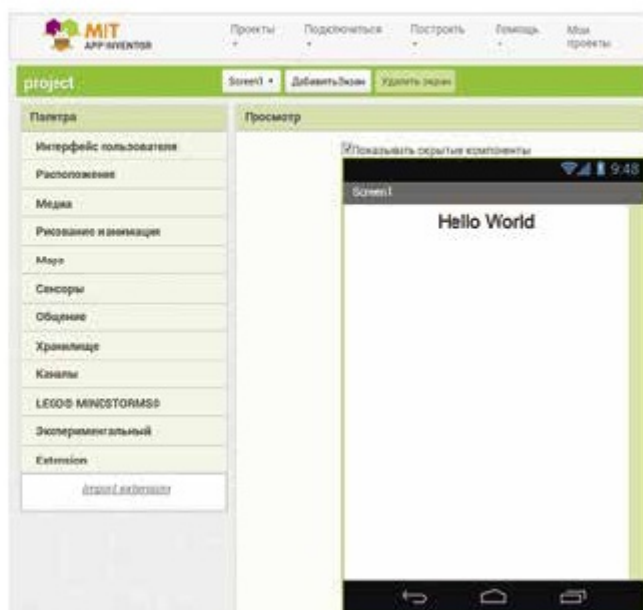 MIT
APP INVENTOR
Проекты Подключиться Построить Помощь Мои проекты
project
Screen1 ДобавитьЭкран Удалить экран
Палитра
Просмотр
Интерфейс пользователя
Расположение
Медиа
Рисование и анимация
Maps
Сенсоры
Общение
Хранилище
Каналы
LEGO® MINDSTORMS®
Экспериментальный
Extension
Import extension
Показывать скрытые компоненты
9:48
Screen1
Hello World